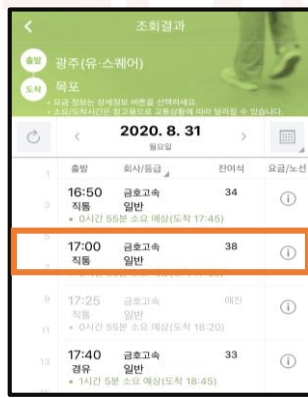 조회결과
출발 광주(유·스퀘어)
도착 목포
• 요금 정보는 상세정보 버튼을 선택하세요
• 소요/도착시간은 참고용으로 교통상황에 따라 달라질 수 있습니다.
< 2020. 8. 31 >
월요일
출발 회사/등급 잔여석 요금/노선
16:50 금호고속 34
직통 일반
• 0시간 55분 소요 예상(도착 17:45)
17:00 금호고속 38
직통 일반
17:25 금호고속 매진
직통 일반
• 0시간 55분 소요 예상(도착 18:20)
17:40 금호고속 33
경유 일반
• 1시간 5분 소요 예상(도착 18:45)
1
3
5
7
9
11
13